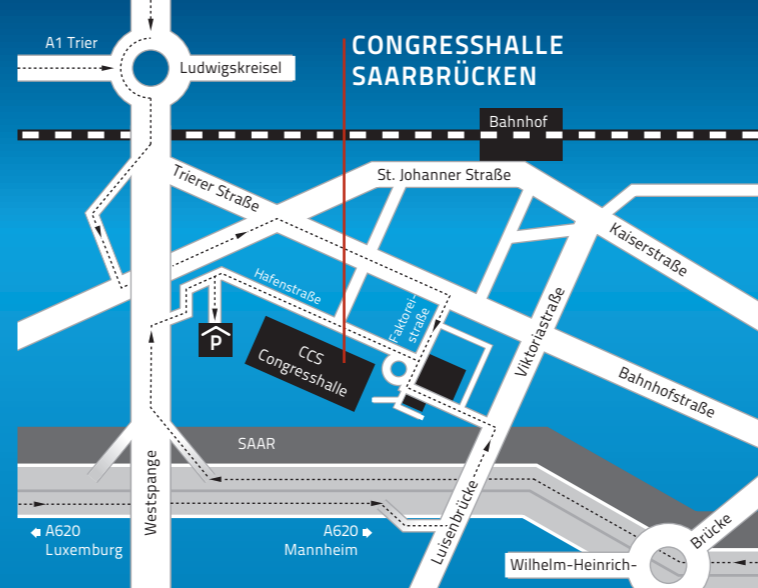 A1 Trier
Ludwigskreisel
CONGRESSHALLE
SAARBRÜCKEN
Bahnhof
St. Johanner Straße
Trierer Straße
Kaiserstraße
Hafenstraße
Faktorei-
straße
Viktoriastraße
P
CCS
Congresshalle
Bahnhofstraße
SAAR
Westspange
Luisenbrücke
A620
Luxemburg
A620
Mannheim
Wilhelm-Heinrich-
Brücke